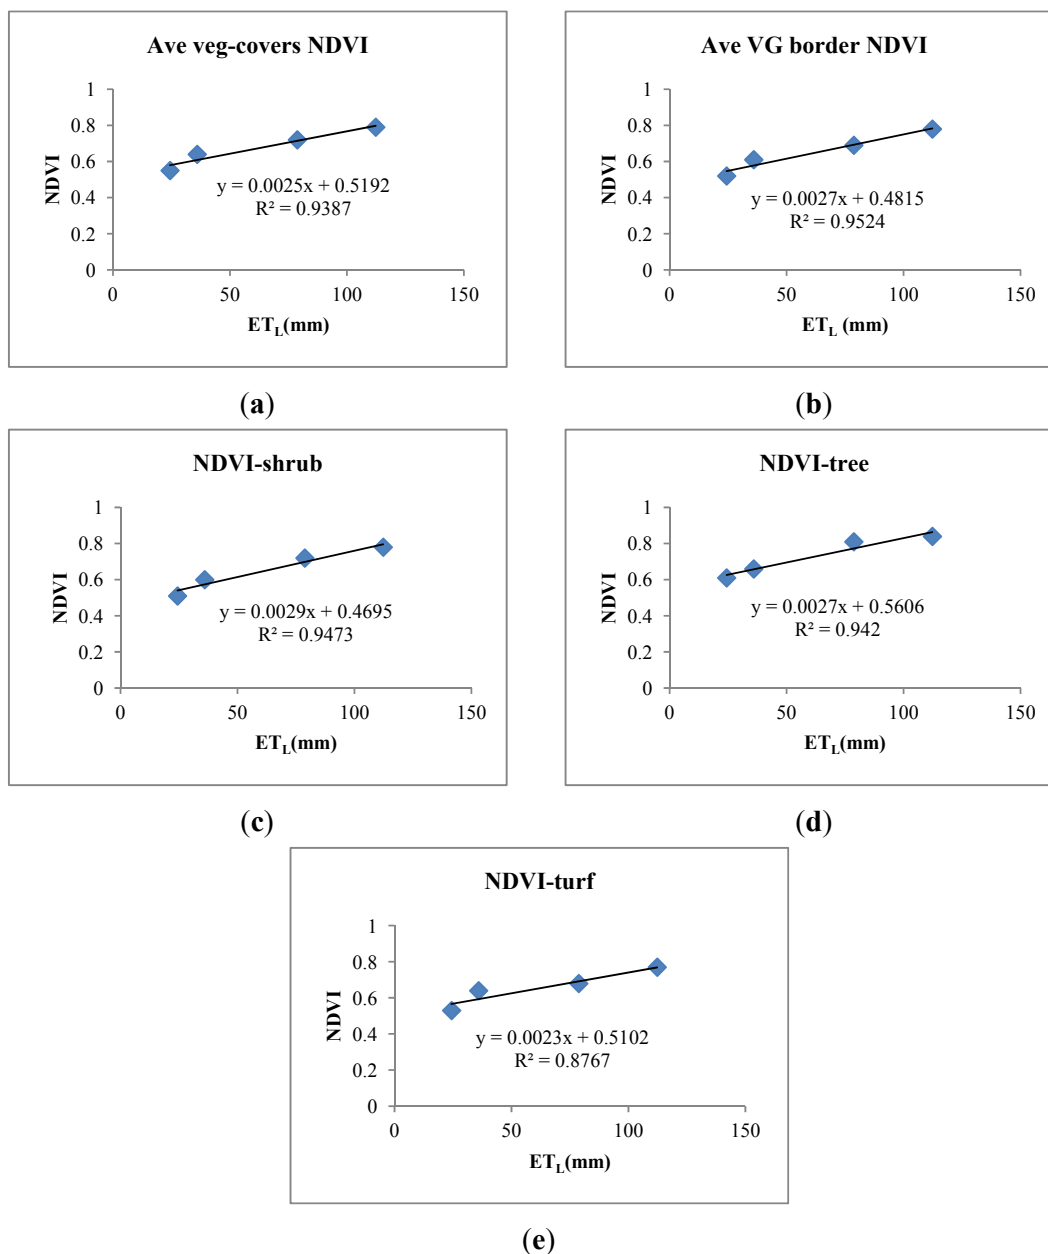 Ave veg-covers NDVI
1
0.8
0.6
0.4
0.2
0
NDVI
y = 0.0025x + 0.5192
R² = 0.9387
0 50 100 150
ET_L(mm)
(a)
Ave VG border NDVI
1
0.8
0.6
0.4
0.2
0
NDVI
y = 0.0027x + 0.4815
R² = 0.9524
0 50 100 150
ET_L (mm)
(b)
NDVI-shrub
1
0.8
0.6
0.4
0.2
0
NDVI
y = 0.0029x + 0.4695
R² = 0.9473
0 50 100 150
ET_L(mm)
(c)
NDVI-tree
1
0.8
0.6
0.4
0.2
0
NDVI
y = 0.0027x + 0.5606
R² = 0.942
0 50 100 150
ET_L(mm)
(d)
NDVI-turf
1
0.8
0.6
0.4
0.2
0
NDVI
y = 0.0023x + 0.5102
R² = 0.8767
0 50 100 150
ET_L(mm)
(e)